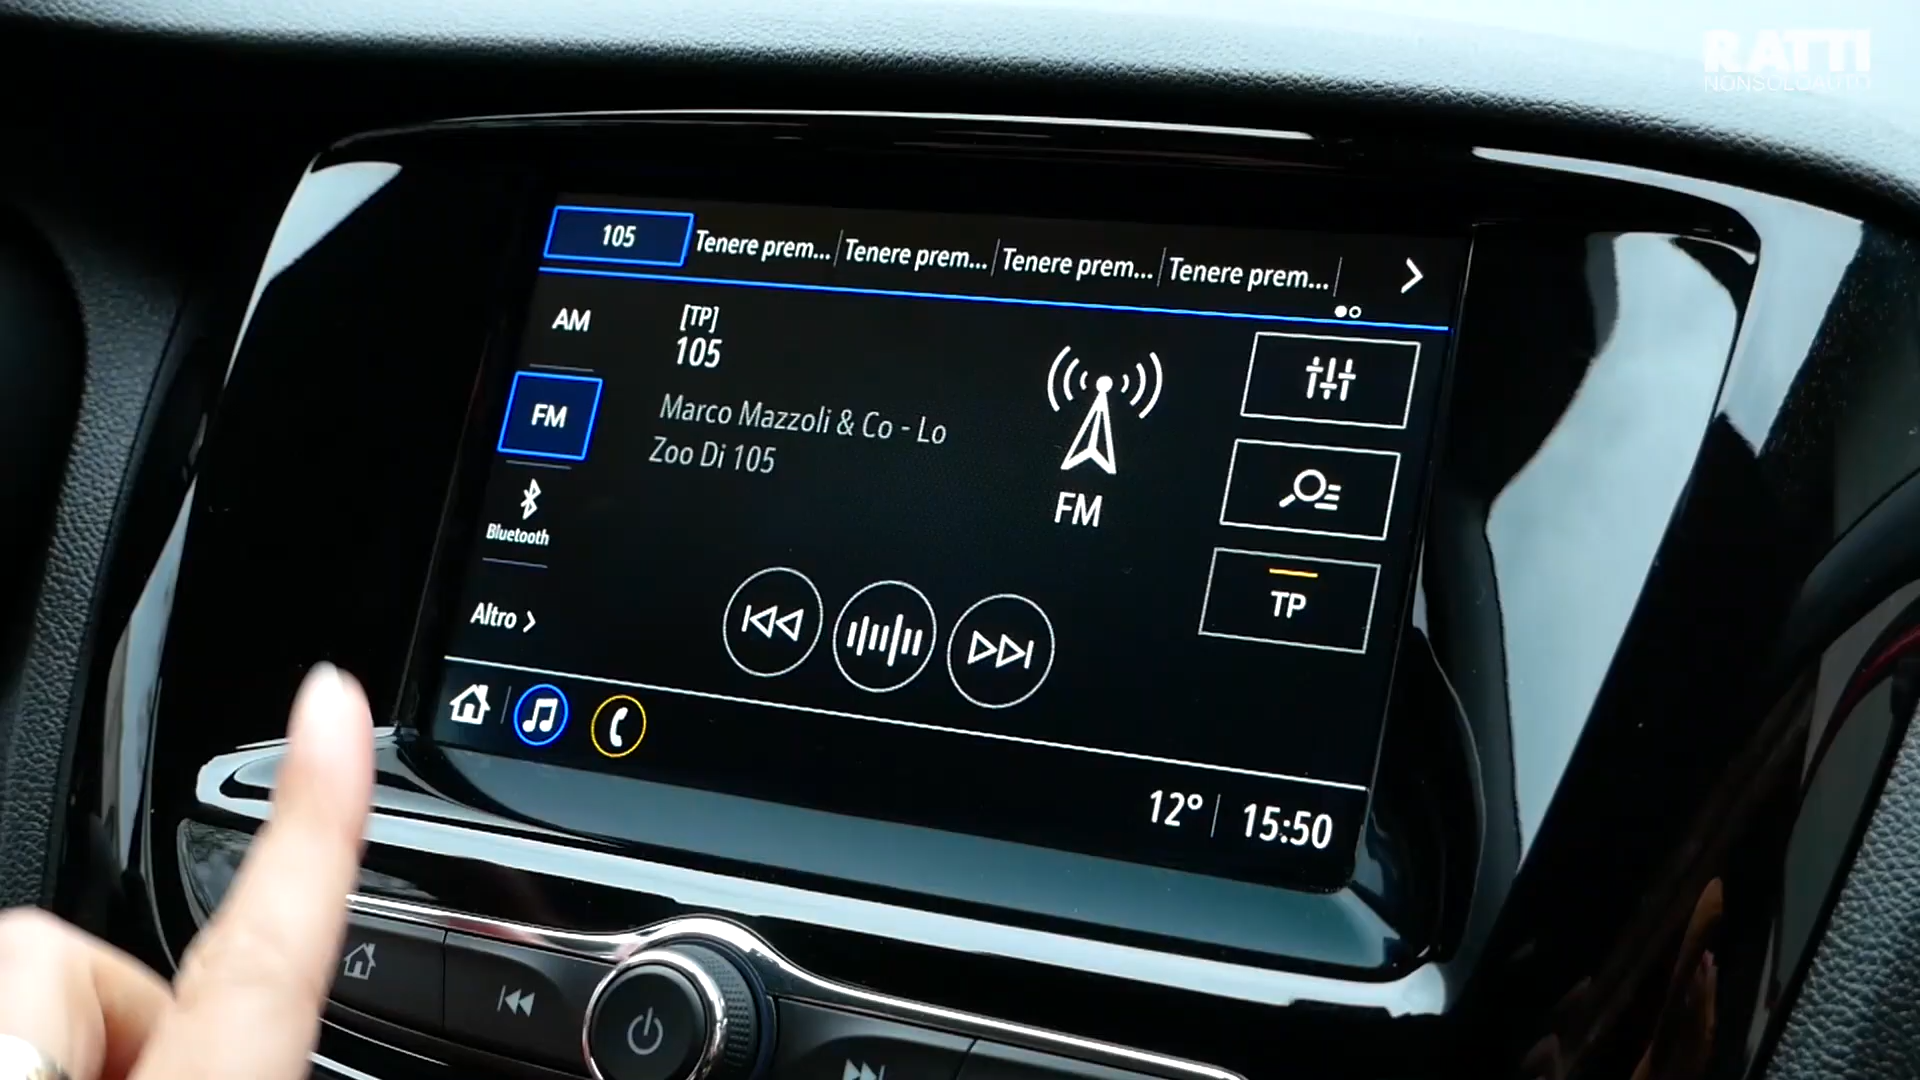 RATTI
NONSOLOAUTO
105
Tenere prem...
Tenere prem...
Tenere prem...
Tenere prem...
AM
[TP]
105
FM
Marco Mazzoli & Co - Lo
Zoo Di 105
FM
Bluetooth
TP
Altro >
12°
15:50